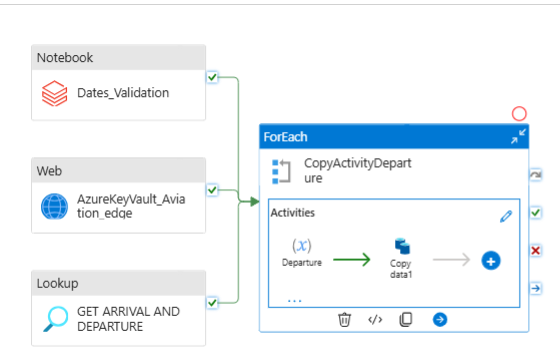 Notebook
Dates_Validation
Web
AzureKeyVault_Avia
tion_edge
Lookup
GET ARRIVAL AND
DEPARTURE
ForEach
CopyActivityDepart
ure
Activities
(x)
Departure
Copy
data1
...